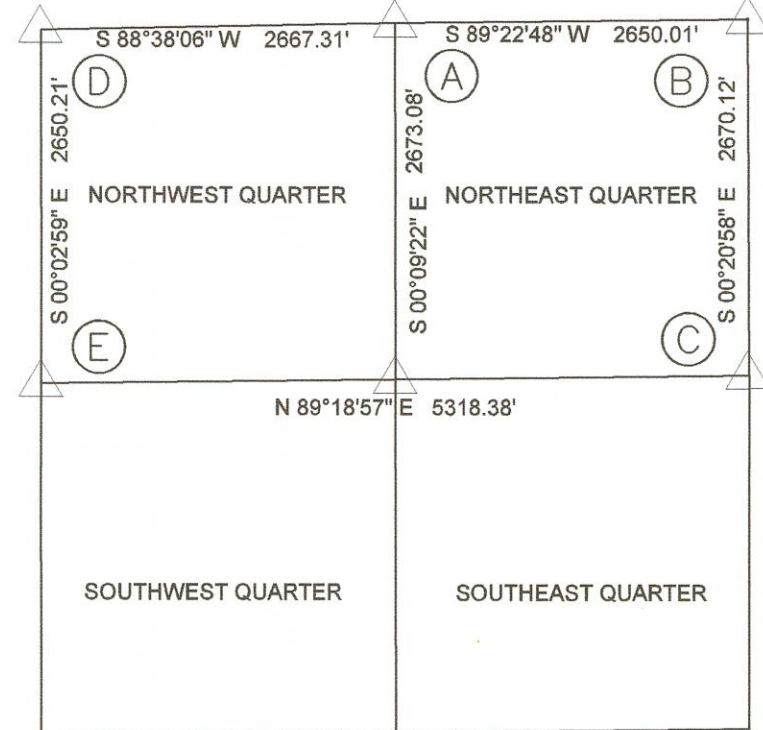 S 88°38'06" W 2667.31'
S 89°22'48" W 2650.01'
D
A
B
S 00°02'59" E 2650.21'
S 00°09'22" E 2673.08'
S 00°20'58" E 2670.12'
NORTHWEST QUARTER
NORTHEAST QUARTER
E
C
N 89°18'57" E 5318.38'
SOUTHWEST QUARTER
SOUTHEAST QUARTER